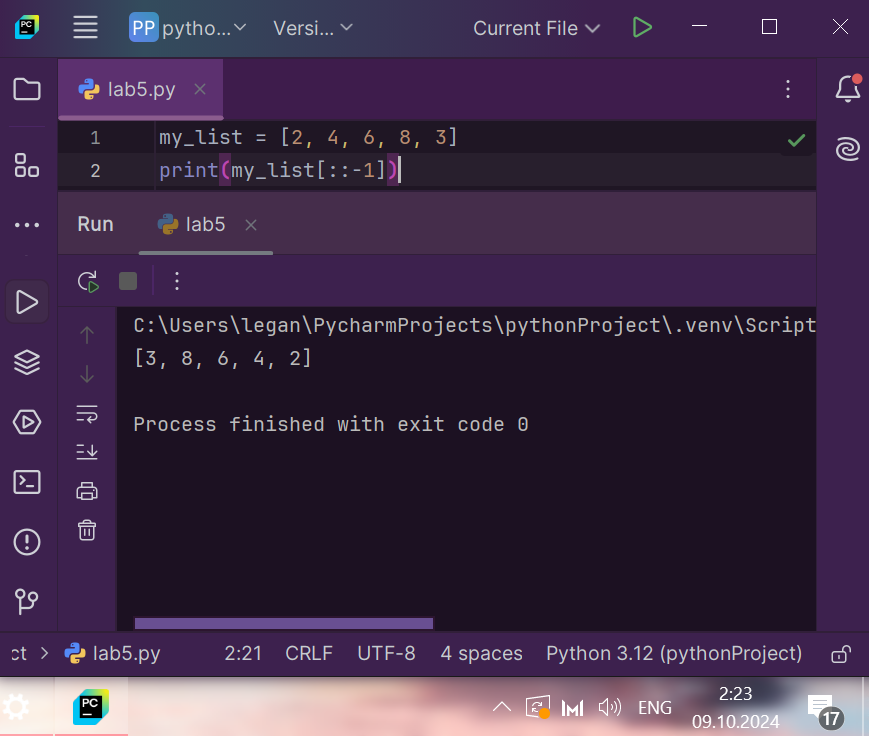 PC PP pytho... Versi... Current File
lab5.py
1 my_list = [2, 4, 6, 8, 3]
2 print(my_list[::-1])
Run lab5
C:\Users\legan\PycharmProjects\pythonProject\.venv\Script
[3, 8, 6, 4, 2]
Process finished with exit code 0
ct > lab5.py 2:21 CRLF UTF-8 4 spaces Python 3.12 (pythonProject)
PC ENG 2:23
09.10.2024 17